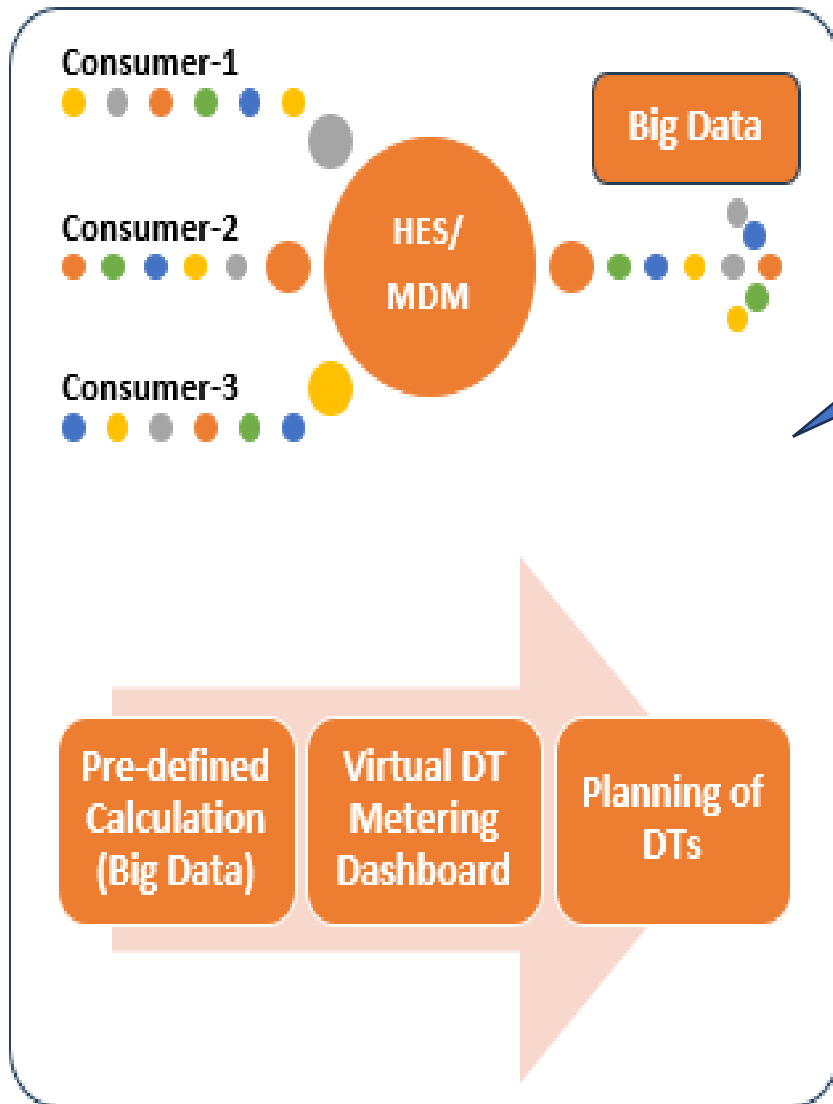 Consumer-1
Big Data
Consumer-2
HES/
MDM
Consumer-3
Pre-defined
Calculation
(Big Data)
Virtual DT
Metering
Dashboard
Planning of
DTs